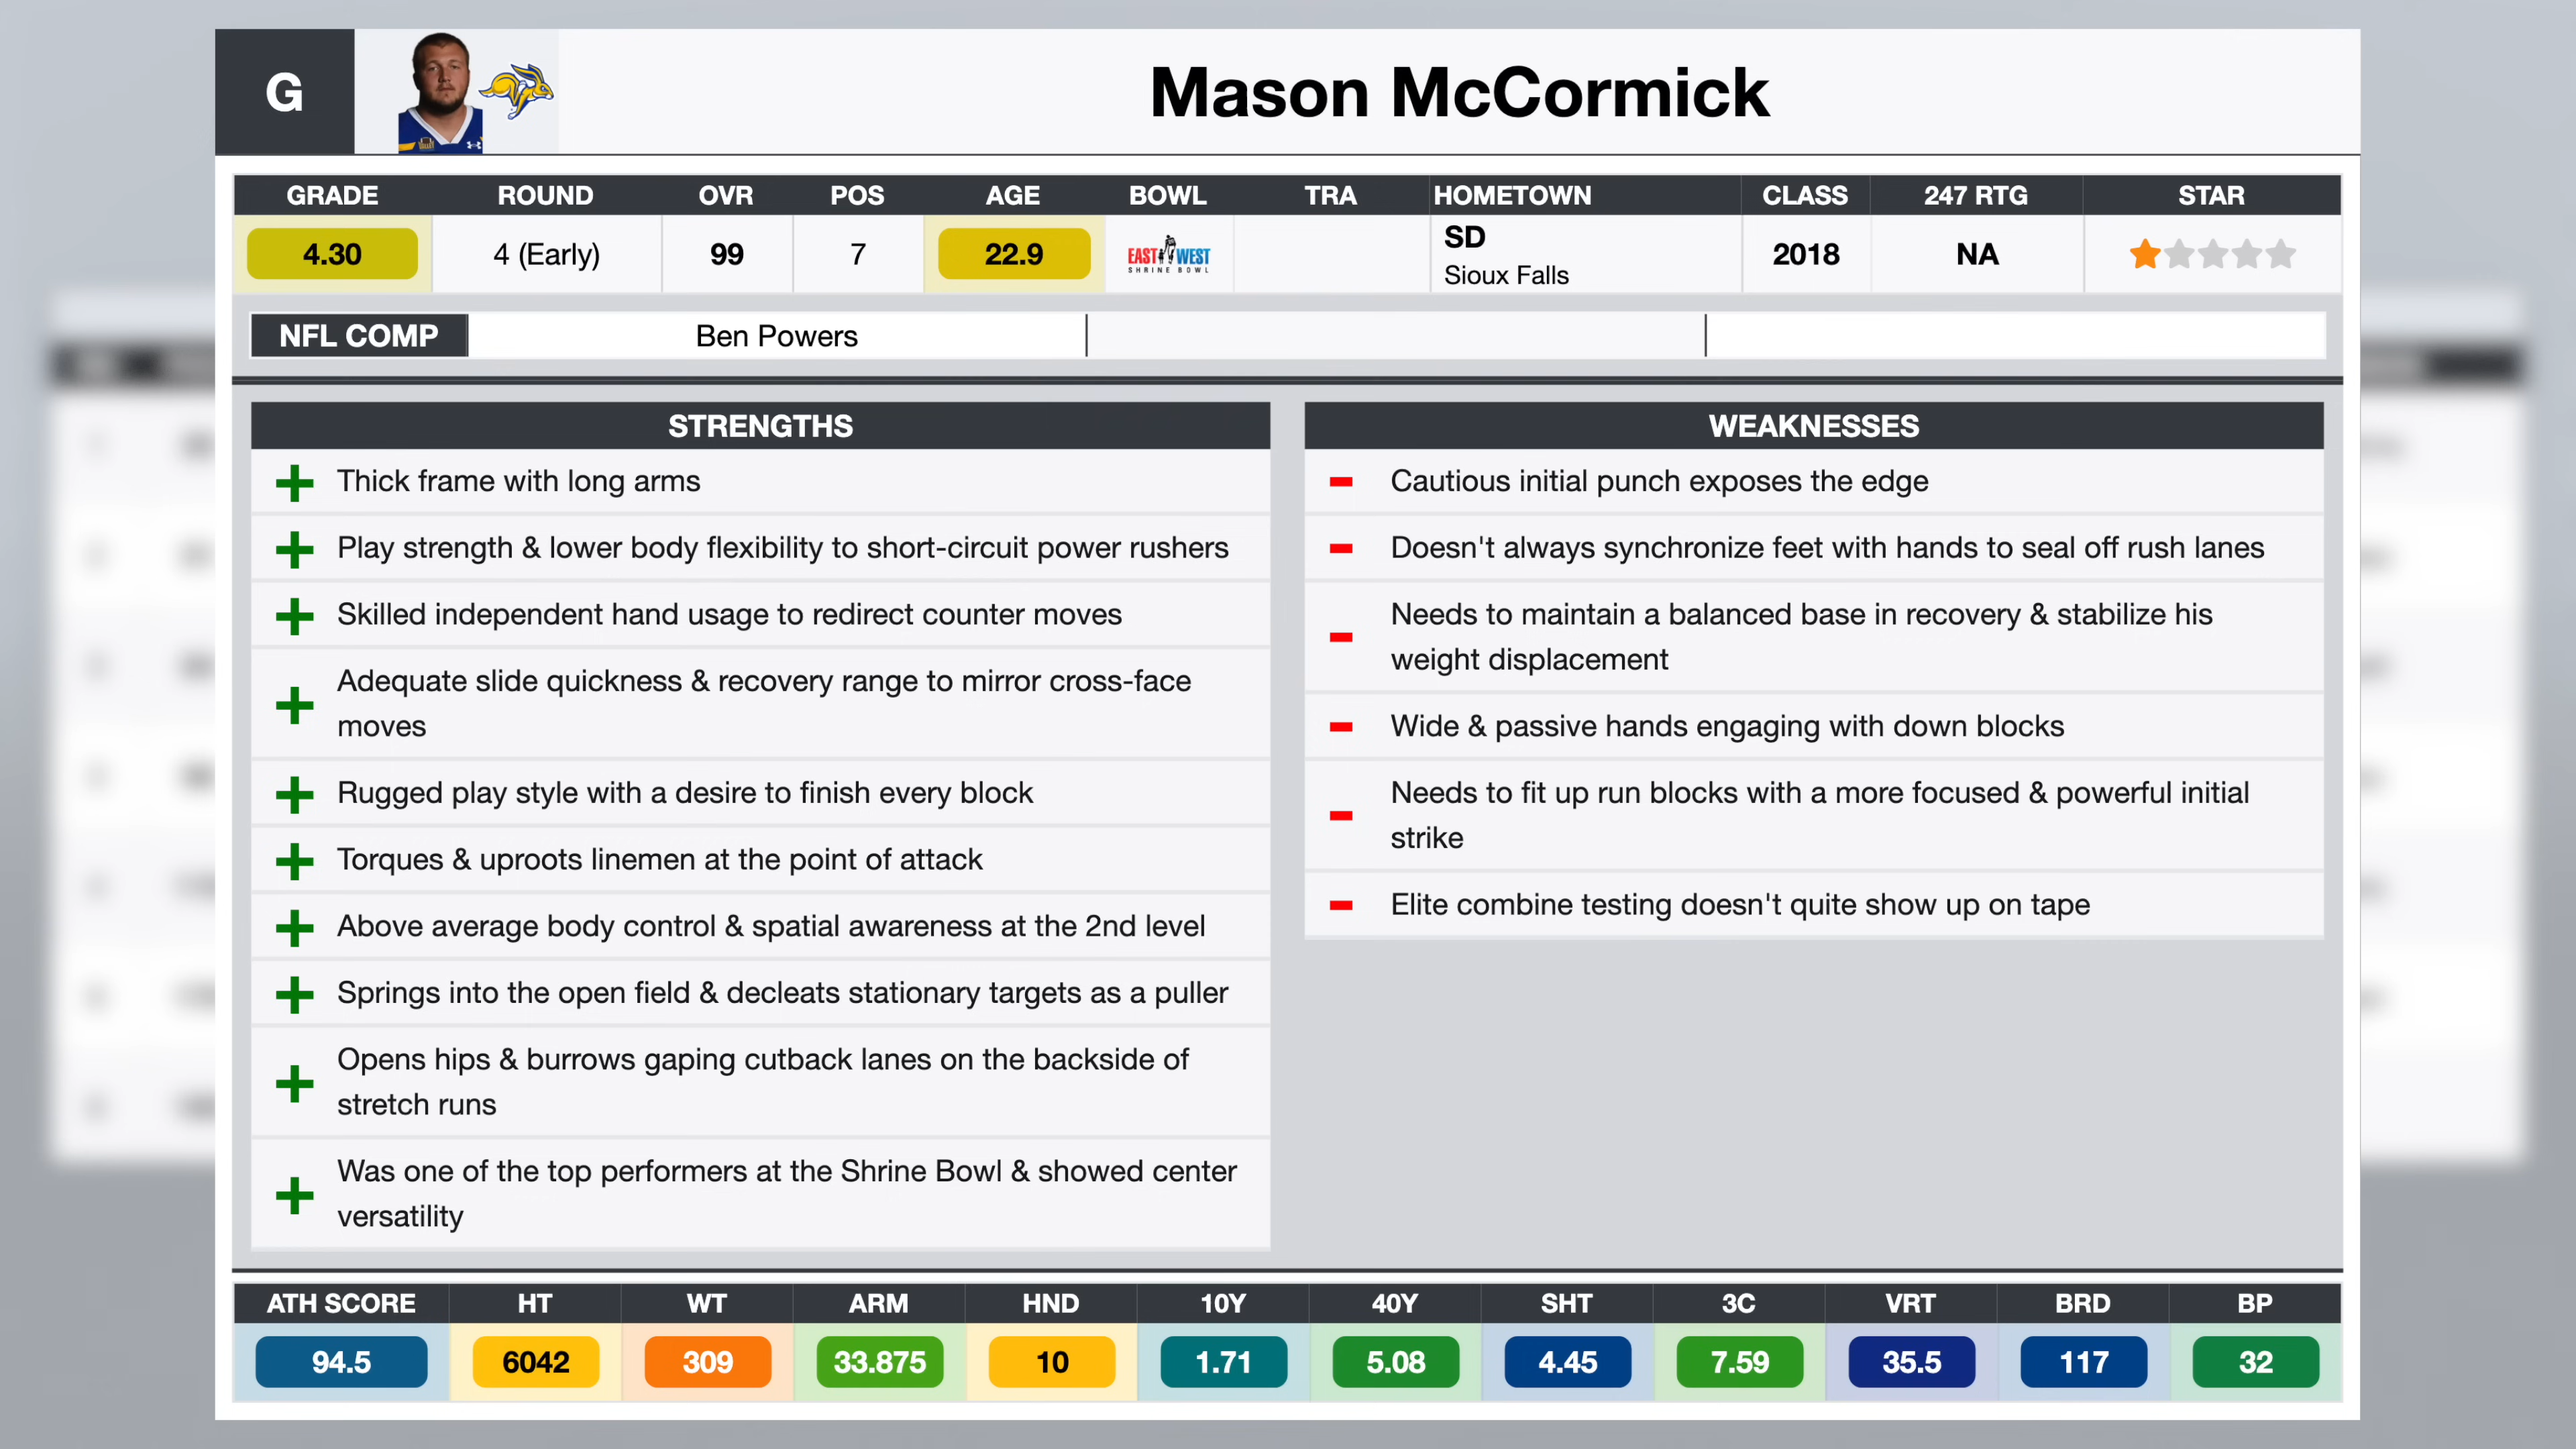 G
Mason McCormick
GRADE ROUND OVR POS AGE BOWL TRA HOMETOWN CLASS 247 RTG STAR
4.30 4 (Early) 99 7 22.9 EAST WEST SHRINE BOWL SD 2018 NA
Sioux Falls
NFL COMP Ben Powers
STRENGTHS
+ Thick frame with long arms
+ Play strength & lower body flexibility to short-circuit power rushers
+ Skilled independent hand usage to redirect counter moves
+ Adequate slide quickness & recovery range to mirror cross-face
moves
+ Rugged play style with a desire to finish every block
+ Torques & uproots linemen at the point of attack
+ Above average body control & spatial awareness at the 2nd level
+ Springs into the open field & decleats stationary targets as a puller
+ Opens hips & burrows gaping cutback lanes on the backside of
stretch runs
+ Was one of the top performers at the Shrine Bowl & showed center
versatility
WEAKNESSES
- Cautious initial punch exposes the edge
- Doesn't always synchronize feet with hands to seal off rush lanes
- Needs to maintain a balanced base in recovery & stabilize his
weight displacement
- Wide & passive hands engaging with down blocks
- Needs to fit up run blocks with a more focused & powerful initial
strike
- Elite combine testing doesn't quite show up on tape
ATH SCORE HT WT ARM HND 10Y 40Y SHT 3C VRT BRD BP
94.5 6042 309 33.875 10 1.71 5.08 4.45 7.59 35.5 117 32